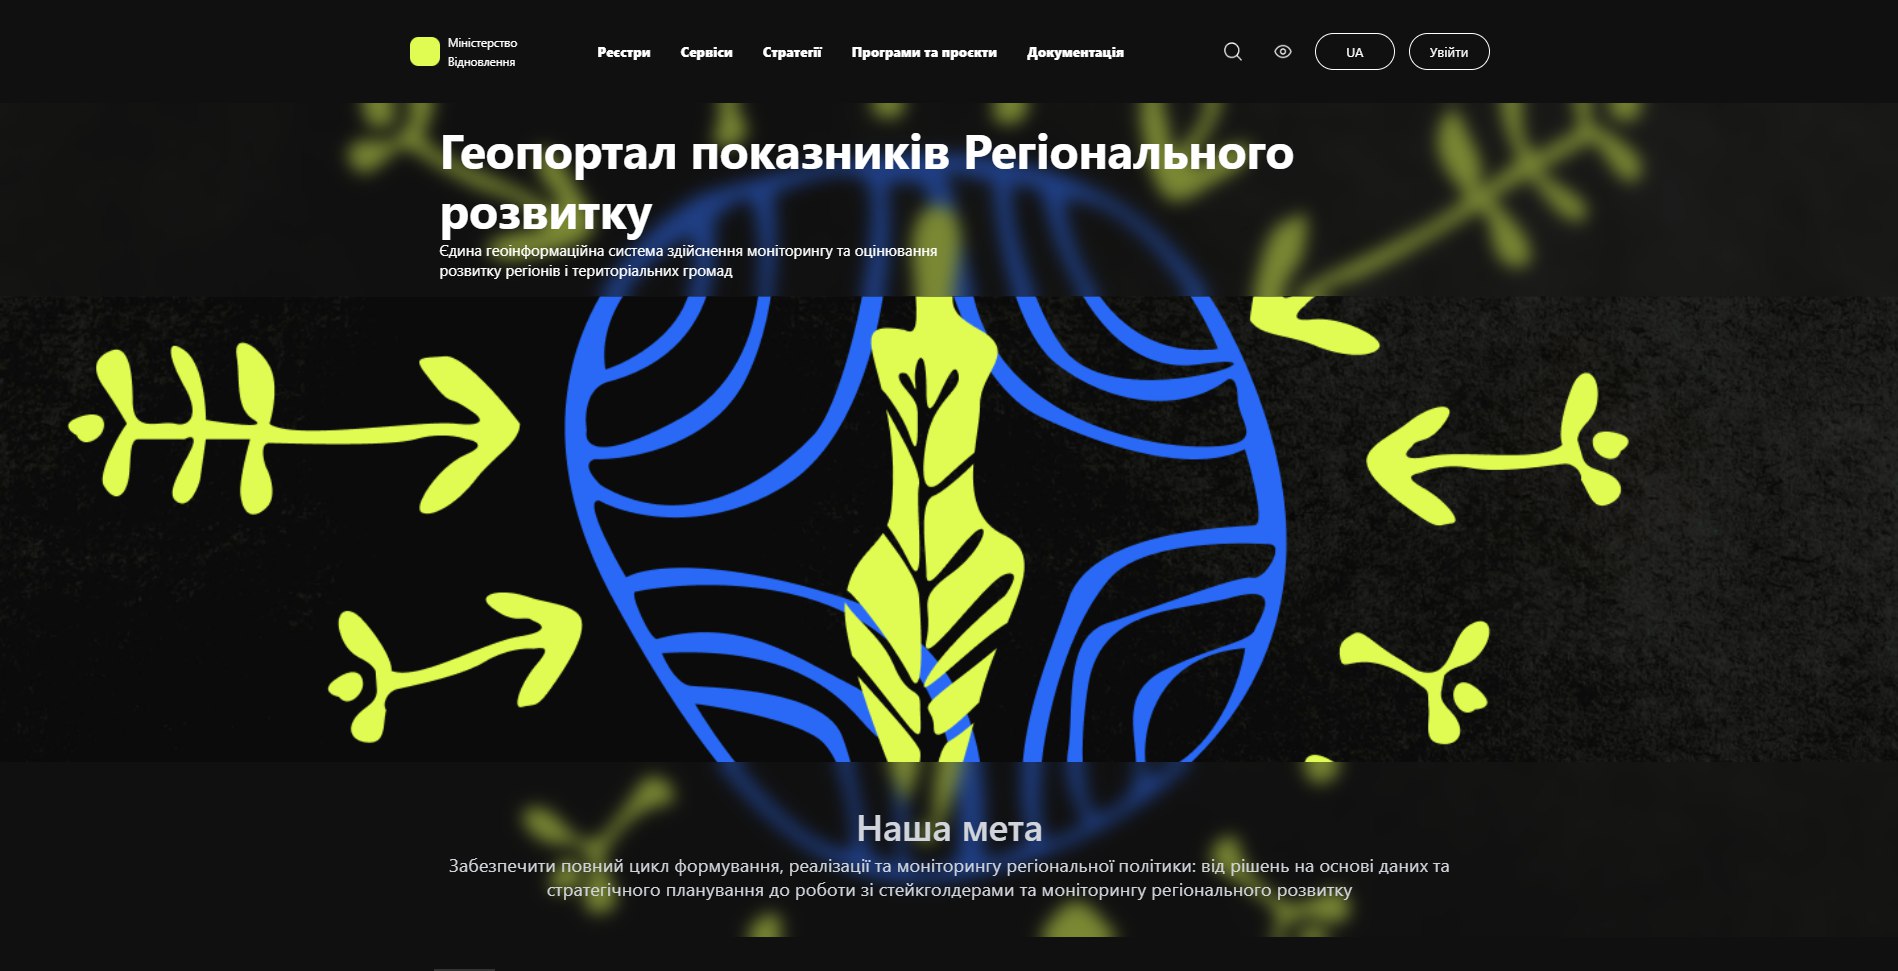 Міністерство
Відновлення
Реєстри
Сервіси
Стратегії
Програми та проєкти
Документація
UA
Увійти
Геопортал показників Регіонального
розвитку
Єдина геоінформаційна система здійснення моніторингу та оцінювання
розвитку регіонів і територіальних громад
Наша мета
Забезпечити повний цикл формування, реалізації та моніторингу регіональної політики: від рішень на основі даних та
стратегічного планування до роботи зі стейкголдерами та моніторингу регіонального розвитку